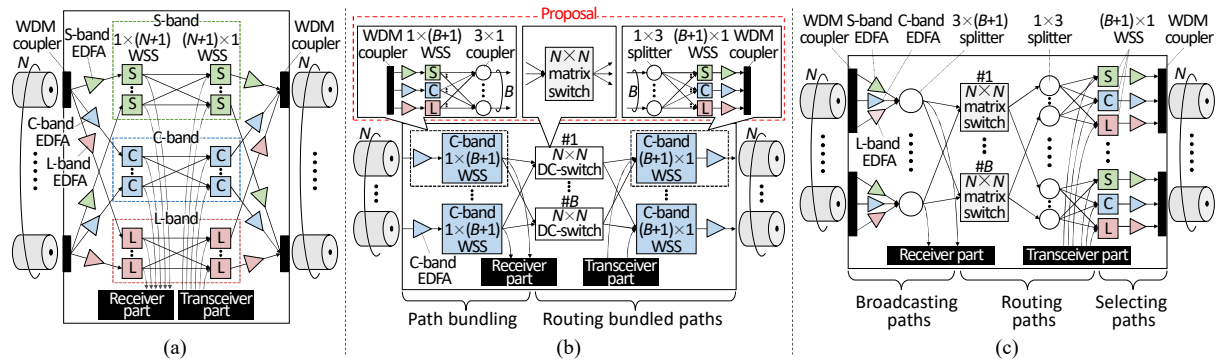 S-band
1×(N+1)
WSS
(N+1)×1
WSS
WDM
coupler
S-band
EDFA
WDM
coupler
N
N
S
S
S
S
C-band
EDFA
C-band
C
C
C
C
L-band
EDFA
L-band
L
L
L
L
Receiver
part
Transceiver
part
(a)
Proposal
WDM
coupler
1×(B+1)
WSS
3×1
coupler
S
C
L
B
N×N
matrix
switch
1×3
splitter
(B+1)×1
WSS
WDM
coupler
B
S
C
L
N
N
C-band
1×(B+1)
WSS
#1
N×N
DC-switch
C-band
(B+1)×1
WSS
C-band
1×(B+1)
WSS
#B
N×N
DC-switch
C-band
(B+1)×1
WSS
C-band
EDFA
Receiver
part
Transceiver
part
Path bundling
Routing bundled paths
(b)
WDM
coupler
S-band
EDFA
C-band
EDFA
3×(B+1)
splitter
1×3
splitter
(B+1)×1
WSS
WDM
coupler
N
N
#1
N×N
matrix
switch
S
C
L
L-band
EDFA
#B
N×N
matrix
switch
S
C
L
Receiver part
Transceiver part
Broadcasting
paths
Routing
paths
Selecting
paths
(c)